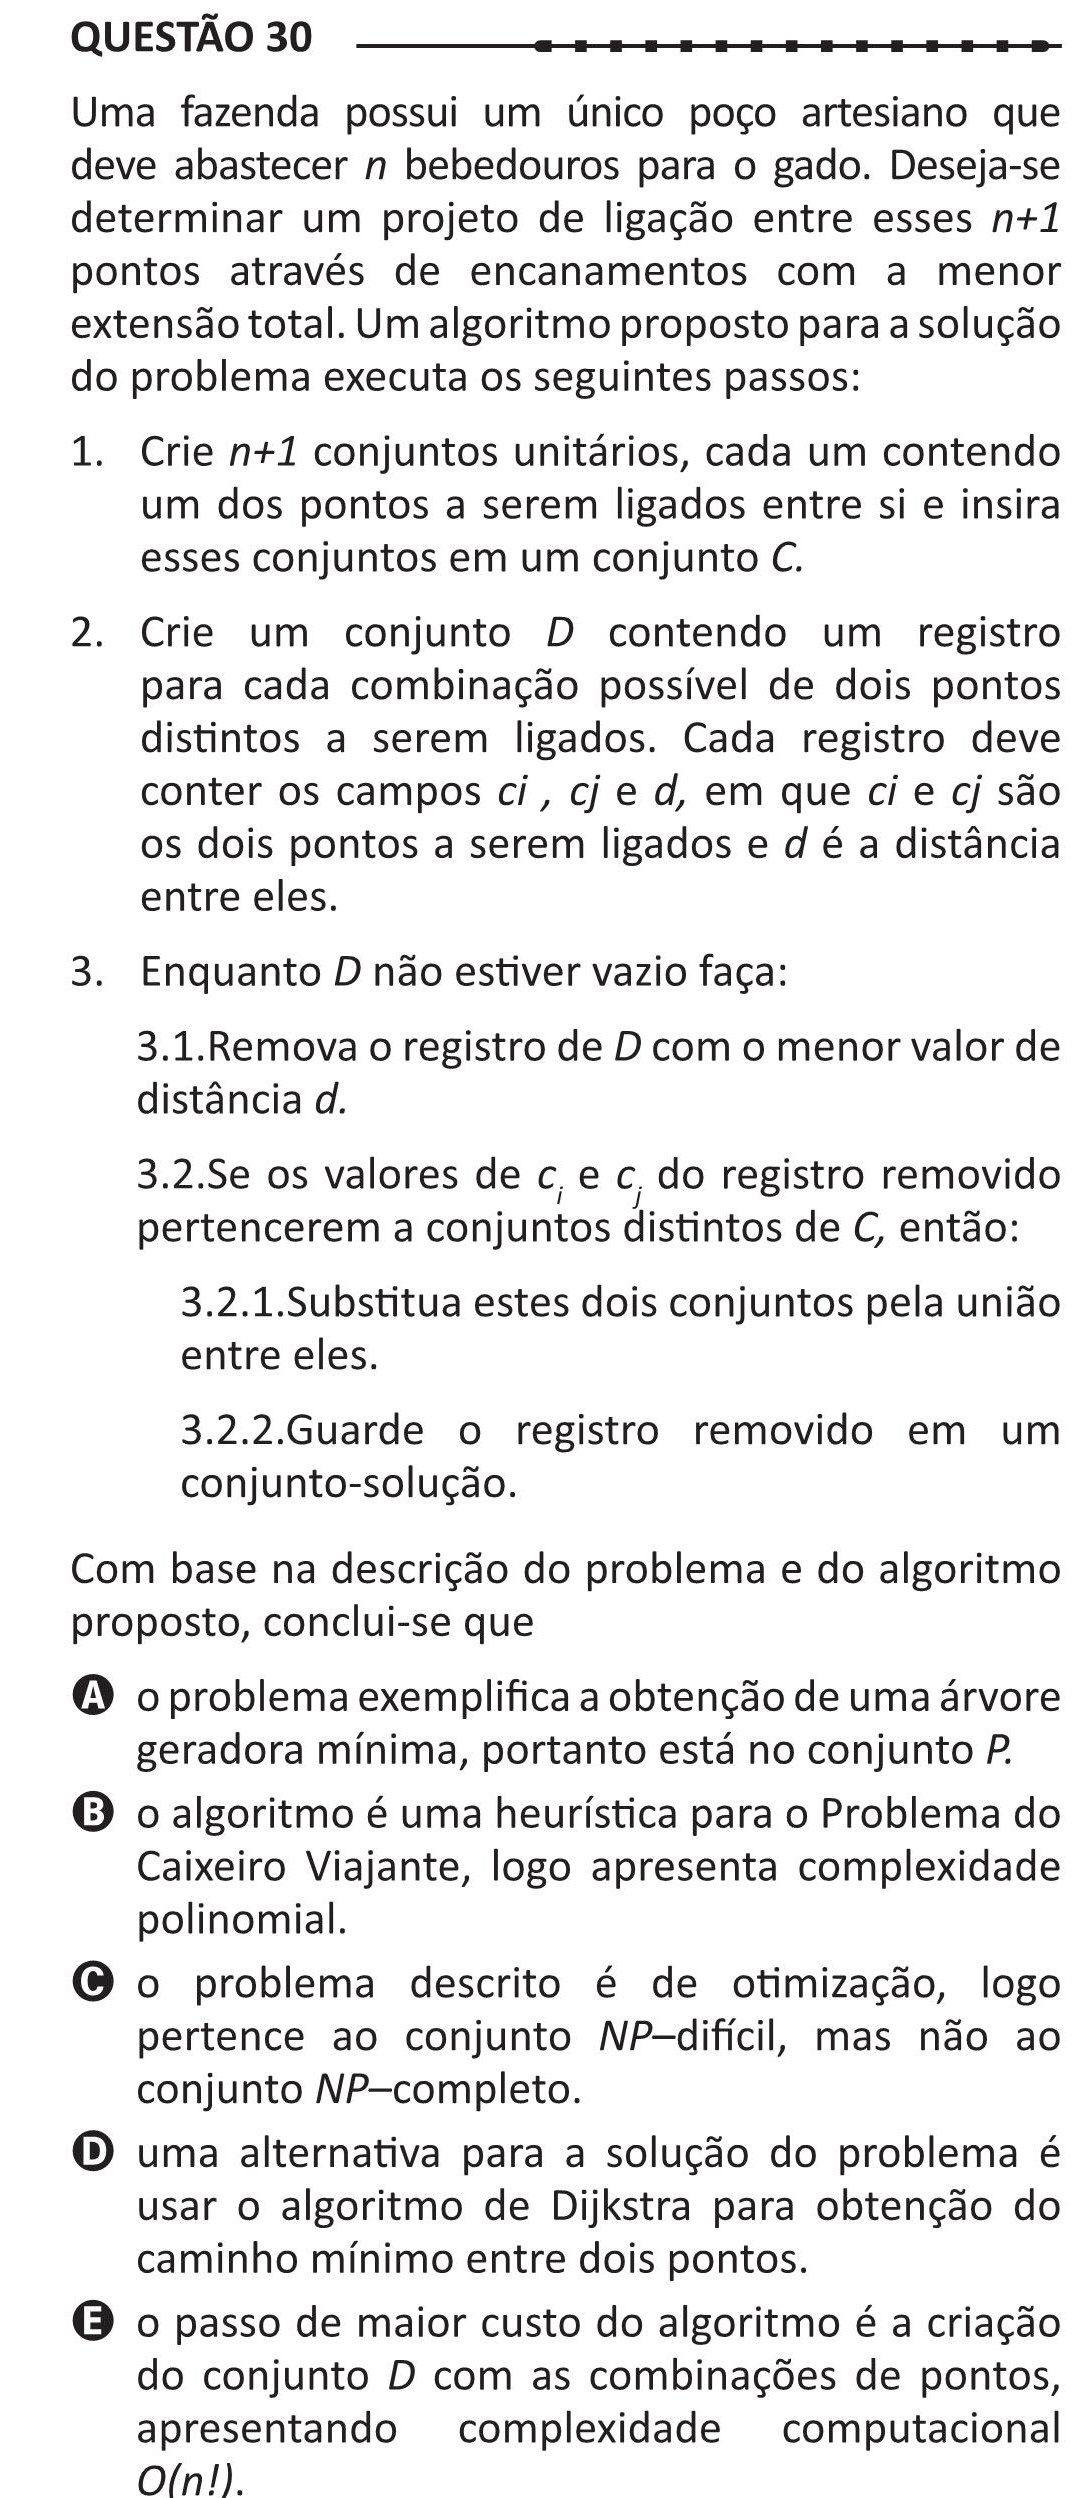 QUESTÃO 30
Uma fazenda possui um único poço artesiano que
deve abastecer n bebedouros para o gado. Deseja-se
determinar um projeto de ligação entre esses n+1
pontos através de encanamentos com a menor
extensão total. Um algoritmo proposto para a solução
do problema executa os seguintes passos:
1. Crie n+1 conjuntos unitários, cada um contendo
um dos pontos a serem ligados entre si e insira
esses conjuntos em um conjunto C.
2. Crie um conjunto D contendo um registro
para cada combinação possível de dois pontos
distintos a serem ligados. Cada registro deve
conter os campos ci , cj e d, em que ci e cj são
os dois pontos a serem ligados e d é a distância
entre eles.
3. Enquanto D não estiver vazio faça:
3.1.Remova o registro de D com o menor valor de
distância d.
3.2.Se os valores de ci e cj do registro removido
pertencerem a conjuntos distintos de C, então:
3.2.1.Substitua estes dois conjuntos pela união
entre eles.
3.2.2.Guarde o registro removido em um
conjunto-solução.
Com base na descrição do problema e do algoritmo
proposto, conclui-se que
A o problema exemplifica a obtenção de uma árvore
geradora mínima, portanto está no conjunto P.
B o algoritmo é uma heurística para o Problema do
Caixeiro Viajante, logo apresenta complexidade
polinomial.
C o problema descrito é de otimização, logo
pertence ao conjunto NP–difícil, mas não ao
conjunto NP–completo.
D uma alternativa para a solução do problema é
usar o algoritmo de Dijkstra para obtenção do
caminho mínimo entre dois pontos.
E o passo de maior custo do algoritmo é a criação
do conjunto D com as combinações de pontos,
apresentando complexidade computacional
O(n!).